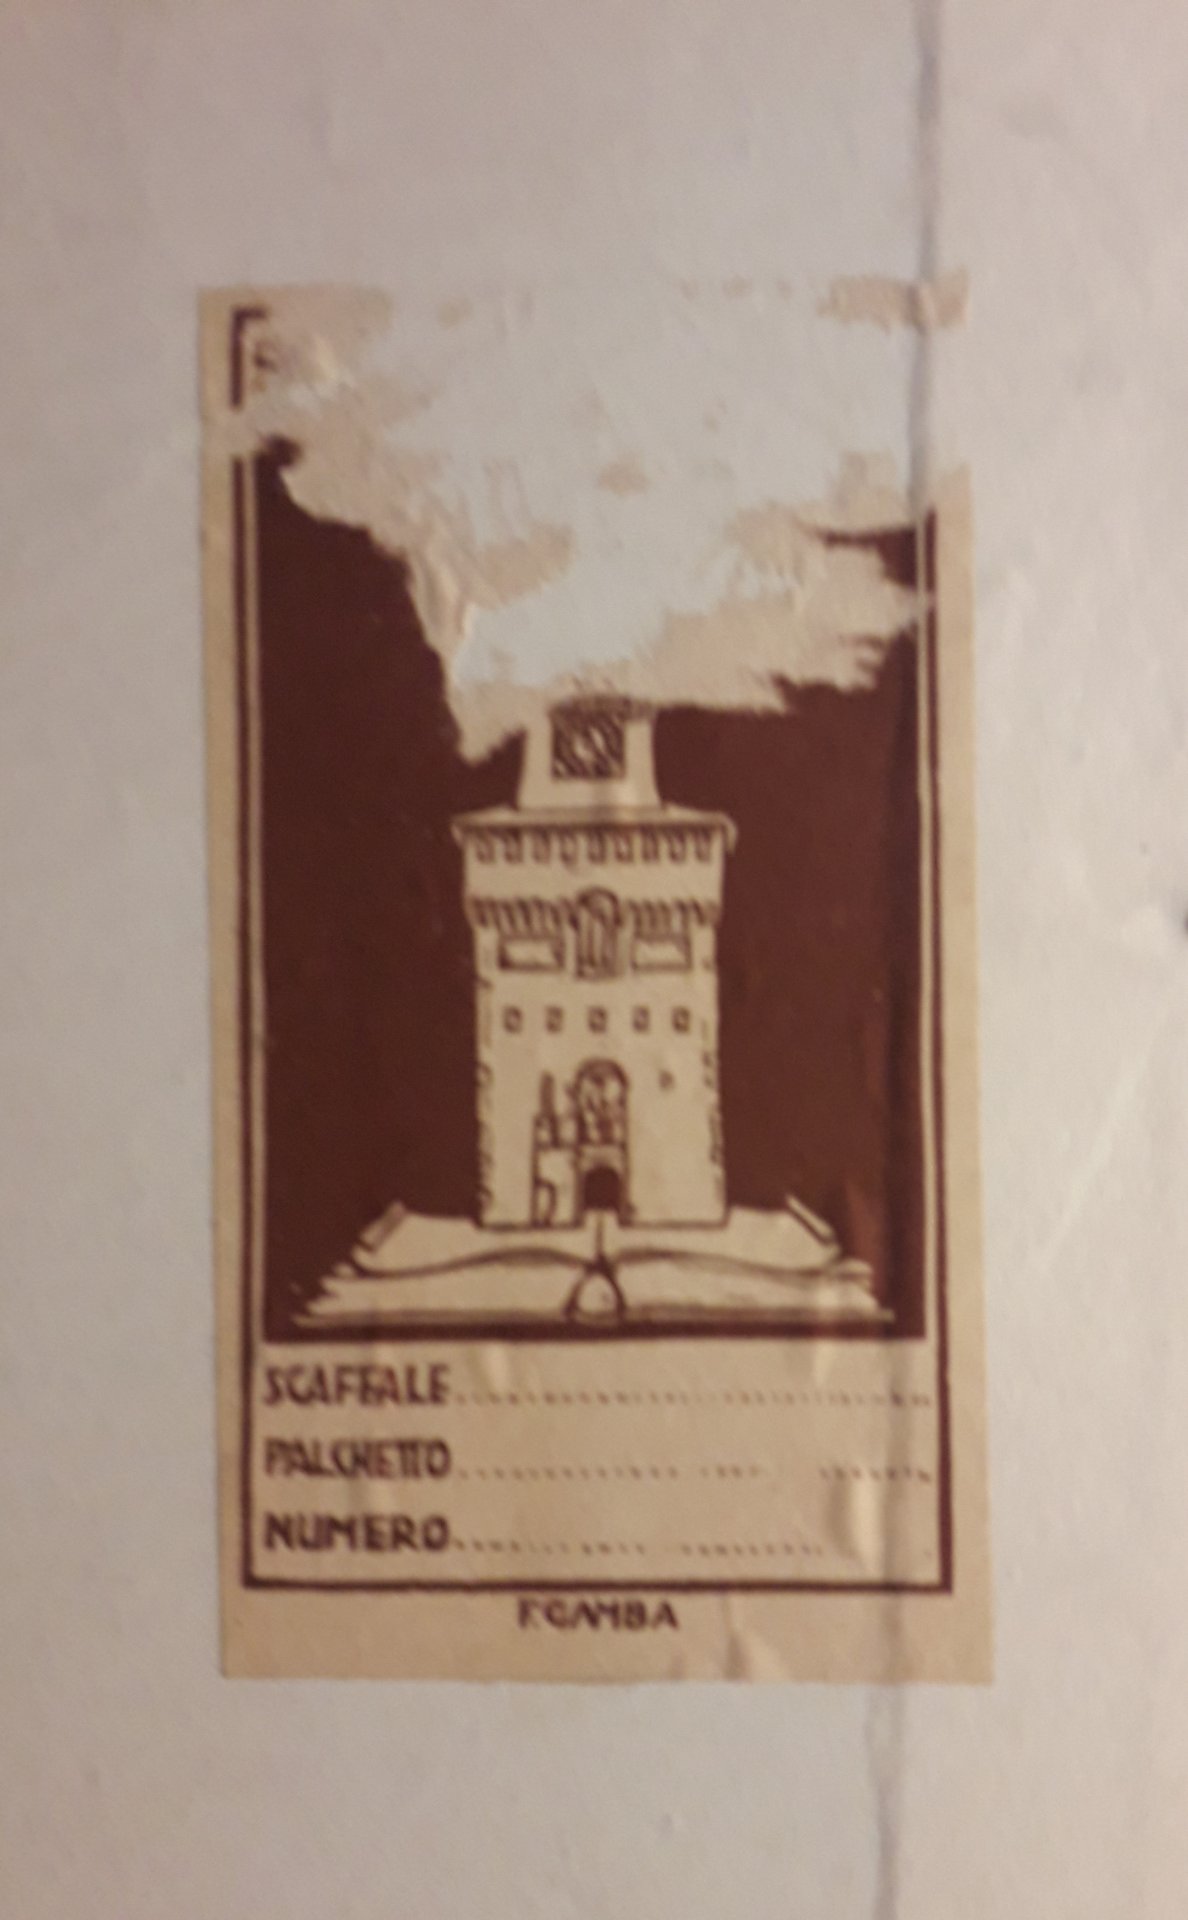 SCAFFALE
PALCHETTO
NUMERO
F. GAMBA